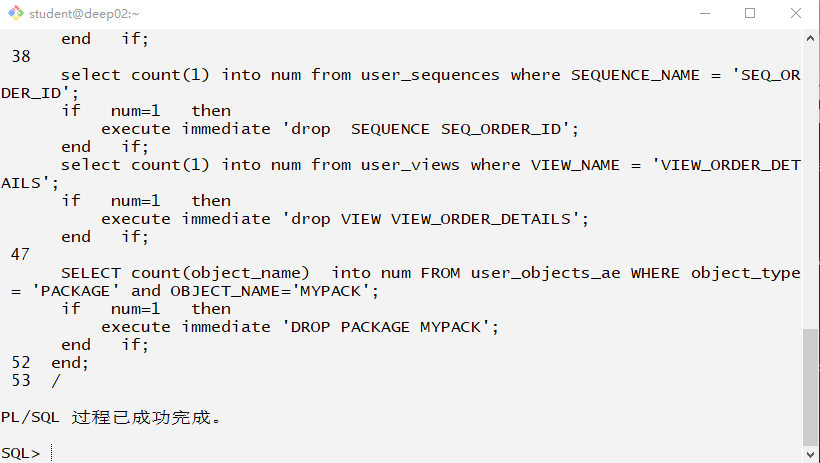 student@deep02:~
      end   if;
 38
      select count(1) into num from user_sequences where SEQUENCE_NAME = 'SEQ_OR
DER_ID';
      if   num=1   then
          execute immediate 'drop  SEQUENCE SEQ_ORDER_ID';
      end  if;
      select count(1) into num from user_views where VIEW_NAME = 'VIEW_ORDER_DET
AILS';
      if   num=1   then
          execute immediate 'drop VIEW VIEW_ORDER_DETAILS';
      end   if;
 47
      SELECT count(object_name)  into num FROM user_objects_ae WHERE object_type
 = 'PACKAGE' and OBJECT_NAME='MYPACK';
      if   num=1   then
          execute immediate 'DROP PACKAGE MYPACK';
      end   if;
 52  end;
 53  /
PL/SQL 过程已成功完成。
SQL>